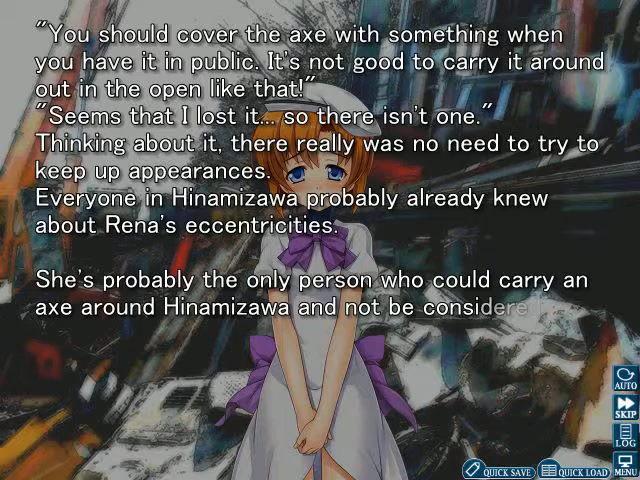 "You should cover the axe with something when
you have it in public. It's not good to carry it around
out in the open like that!"
"Seems that I lost it... so there isn't one."
Thinking about it, there really was no need to try to
keep up appearances.
Everyone in Hinamizawa probably already knew
about Rena's eccentricities.
She's probably the only person who could carry an
axe around Hinamizawa and not be considere
AUTO
SKIP
LOG
MENU
QUICK SAVE
QUICK LOAD